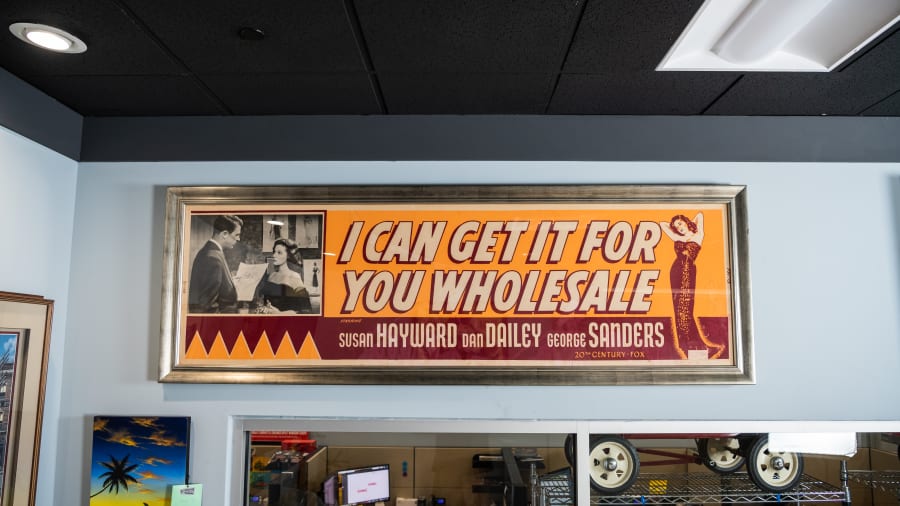 I CAN GET IT FOR
YOU WHOLESALE
STARRING
SUSAN HAYWARD DAN DAILEY GEORGE SANDERS
20TH CENTURY-FOX